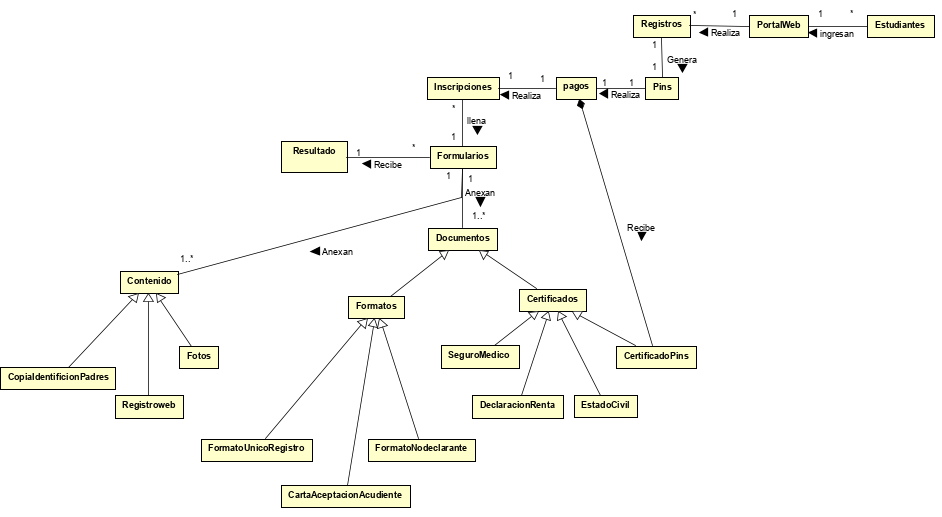 * 1 1 *
Registros PortalWeb Estudiantes
Realiza ingresan
1
Genera
1
1 1 1 1
Inscripciones pagos Pins
Realiza Realiza
*
llena
1
Resultado * Formularios
1
Recibe
1 1
Anexan
1..*
Recibe
Documentos
Anexan
1..*
Contenido
Formatos Certificados
Fotos SeguroMedico CertificadoPins
CopiaIdentificionPadres
Registroweb DeclaracionRenta EstadoCivil
FormatoUnicoRegistro FormatoNodeclarante
CartaAceptacionAcudiente